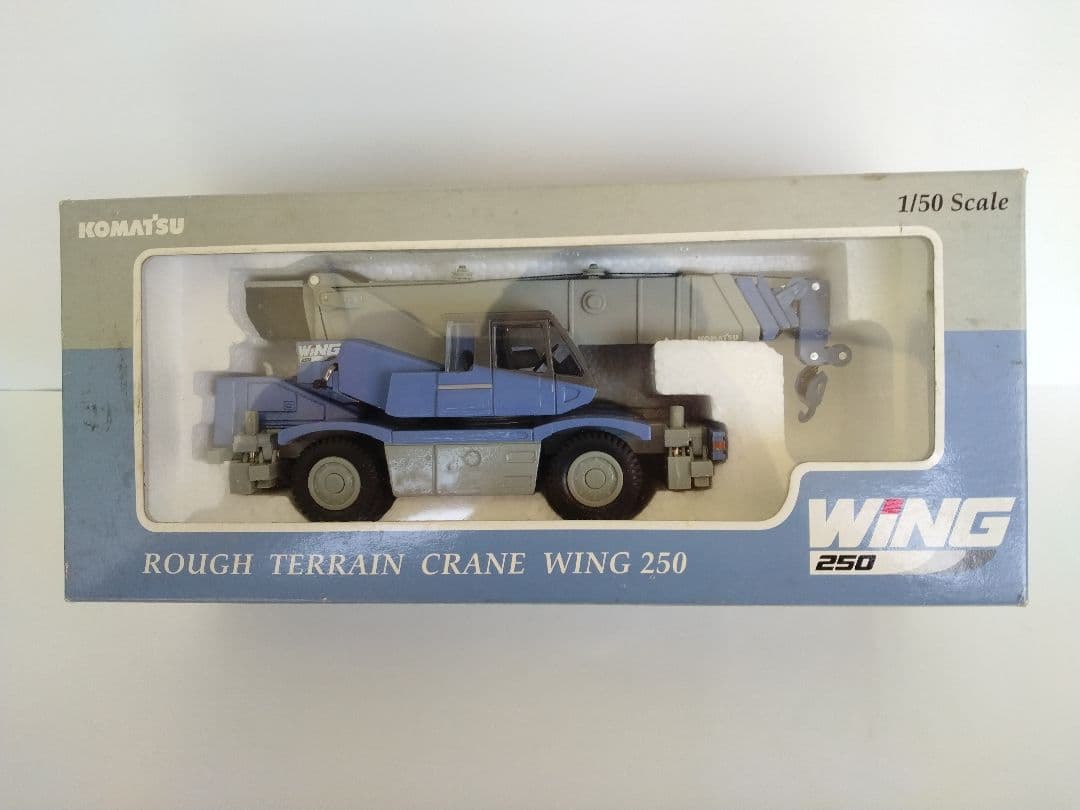 KOMATSU
1/50 Scale
WiNG
KOMATSU
ROUGH TERRAIN CRANE WING 250
WiNG
250